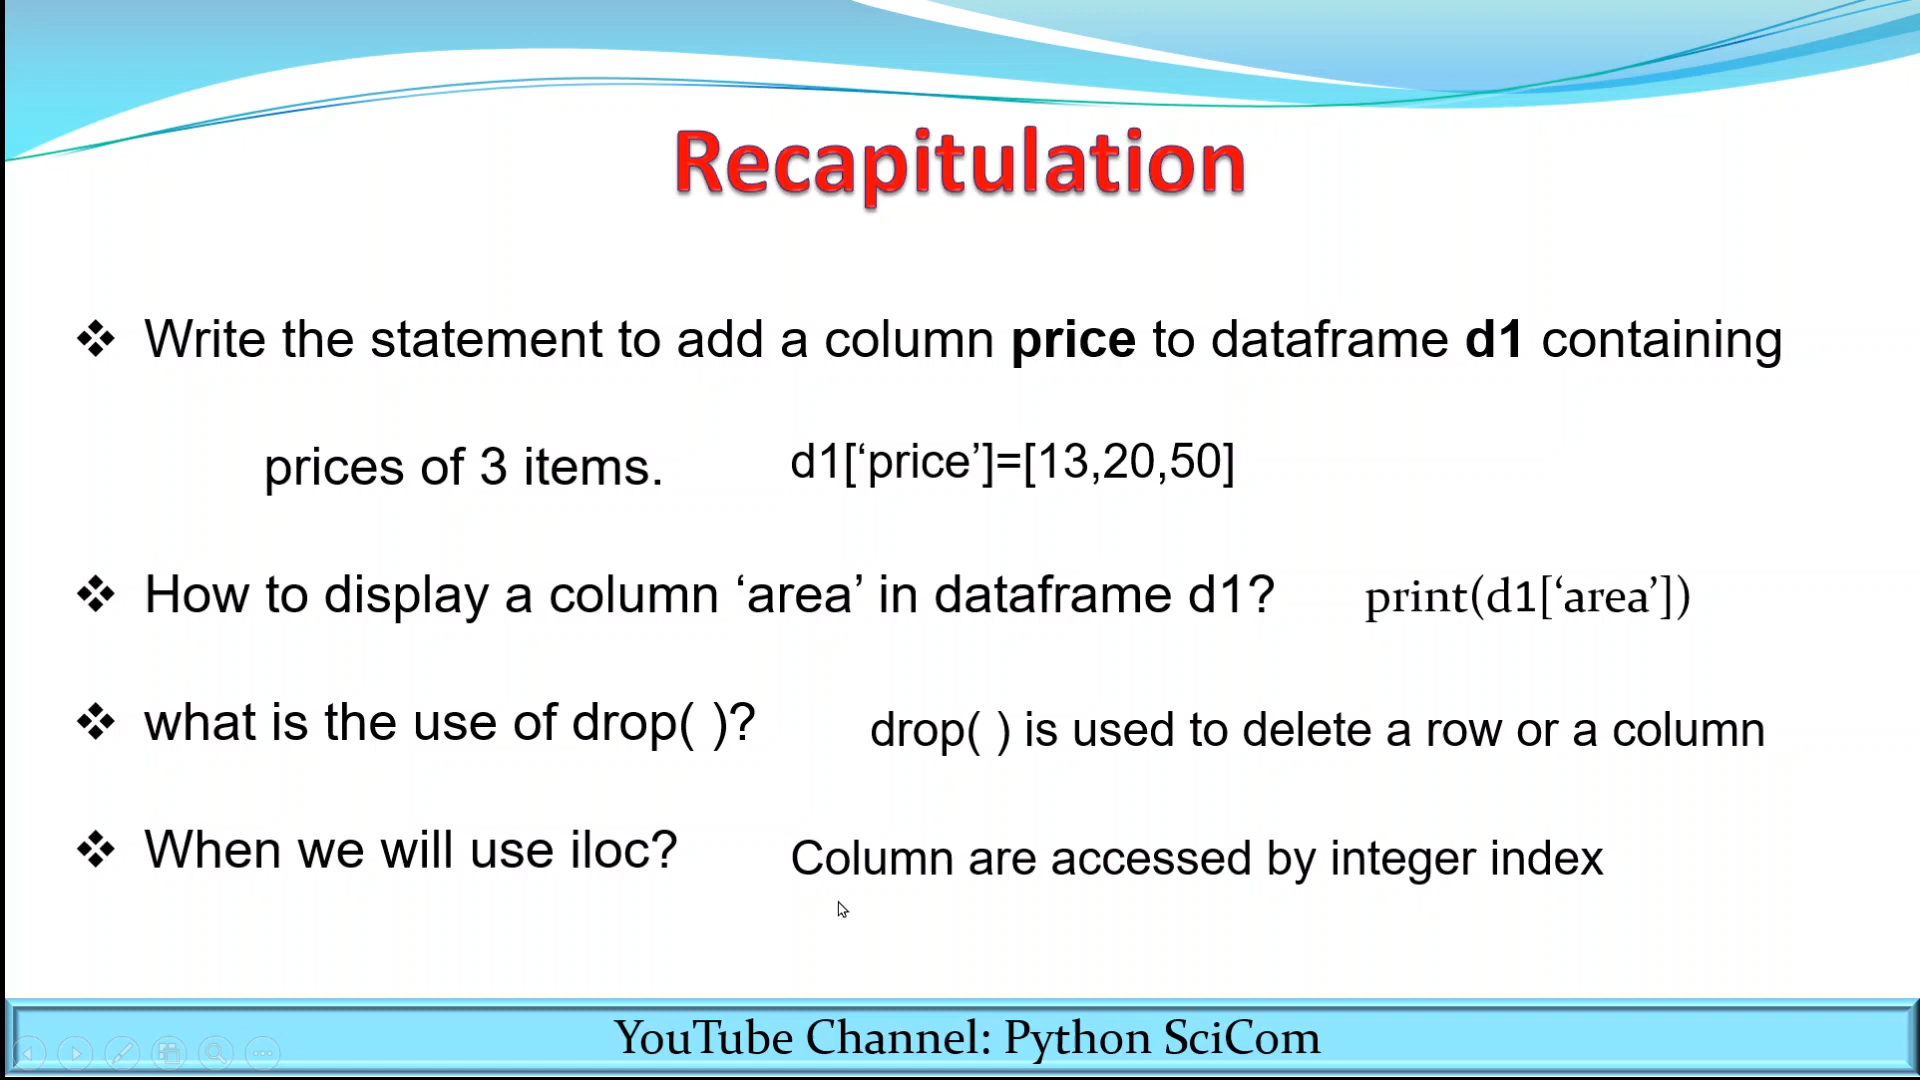 Recapitulation
❖ Write the statement to add a column price to dataframe d1 containing
prices of 3 items. d1[‘price’]=[13,20,50]
❖ How to display a column ‘area’ in dataframe d1? print(d1[‘area’])
❖ what is the use of drop( )? drop( ) is used to delete a row or a column
❖ When we will use iloc? Column are accessed by integer index
YouTube Channel: Python SciCom